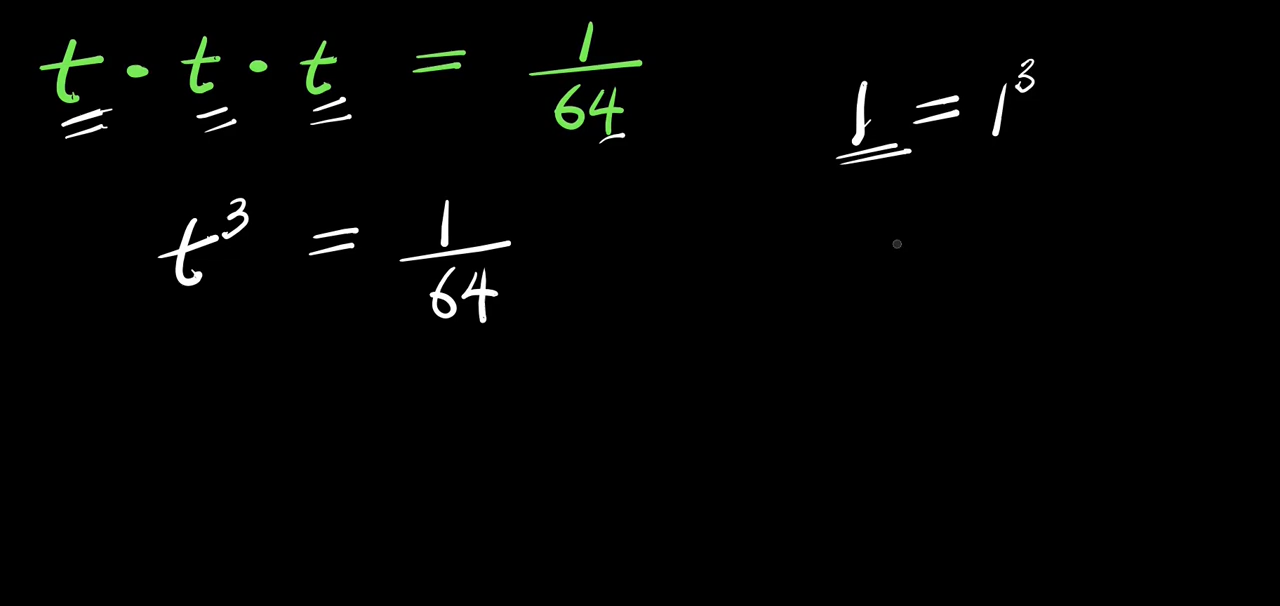 t · t · t = 1/64
1 = 1³
t³ = 1/64